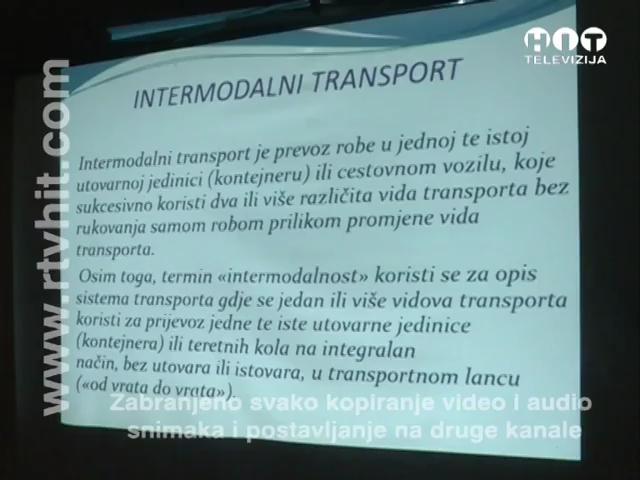 HIT
TELEVIZIJA
www.rtvhit.com
INTERMODALNI TRANSPORT
Intermodalni transport je prevoz robe u jednoj te istoj
utovarnoj jedinici (kontejneru) ili cestovnom vozilu, koje
sukcesivno koristi dva ili više različita vida transporta bez
rukovanja samom robom prilikom promjene vida
transporta.
Osim toga, termin «intermodalnost» koristi se za opis
sistema transporta gdje se jedan ili više vidova transporta
koristi za prijevoz jedne te iste utovarne jedinice
(kontejnera) ili teretnih kola na integralan
način, bez utovara ili istovara, u transportnom lancu
(«od vrata do vrata»).
Zabranjeno svako kopiranje video i audio
snimaka i postavljanje na druge kanale